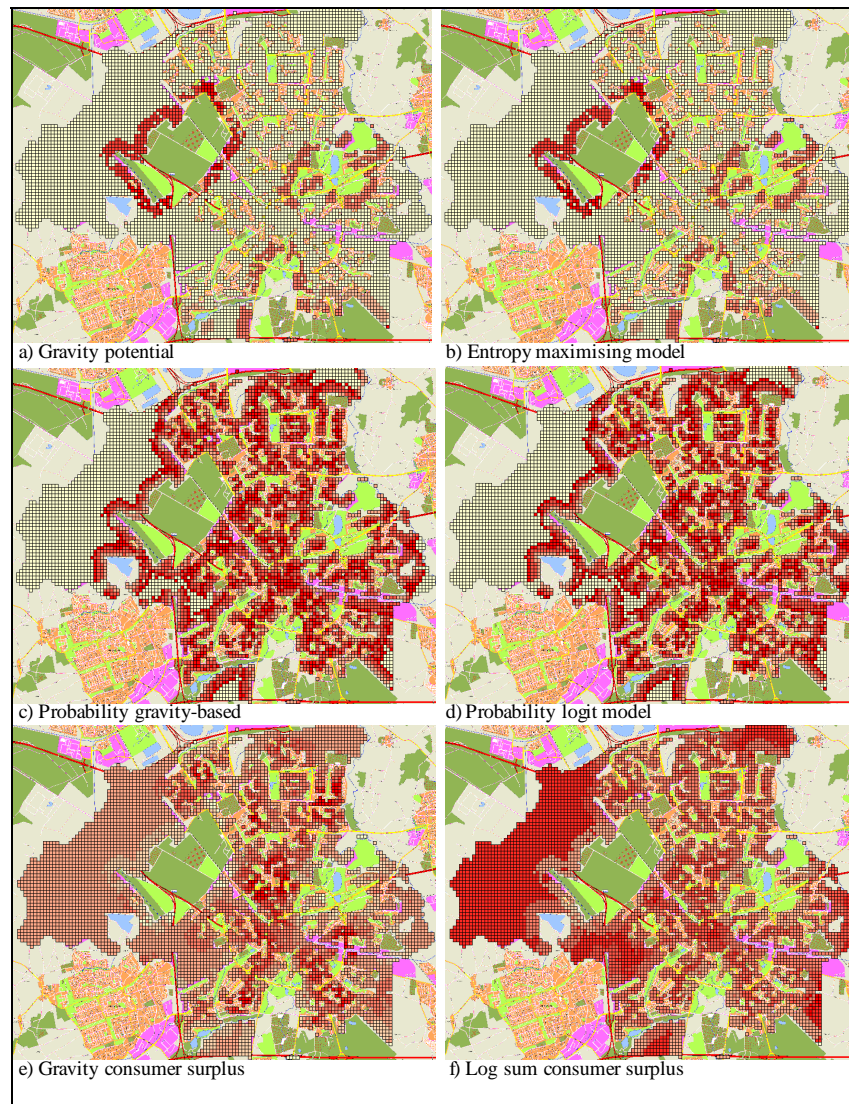 a) Gravity potential
b) Entropy maximising model
c) Probability gravity-based
d) Probability logit model
e) Gravity consumer surplus
f) Log sum consumer surplus